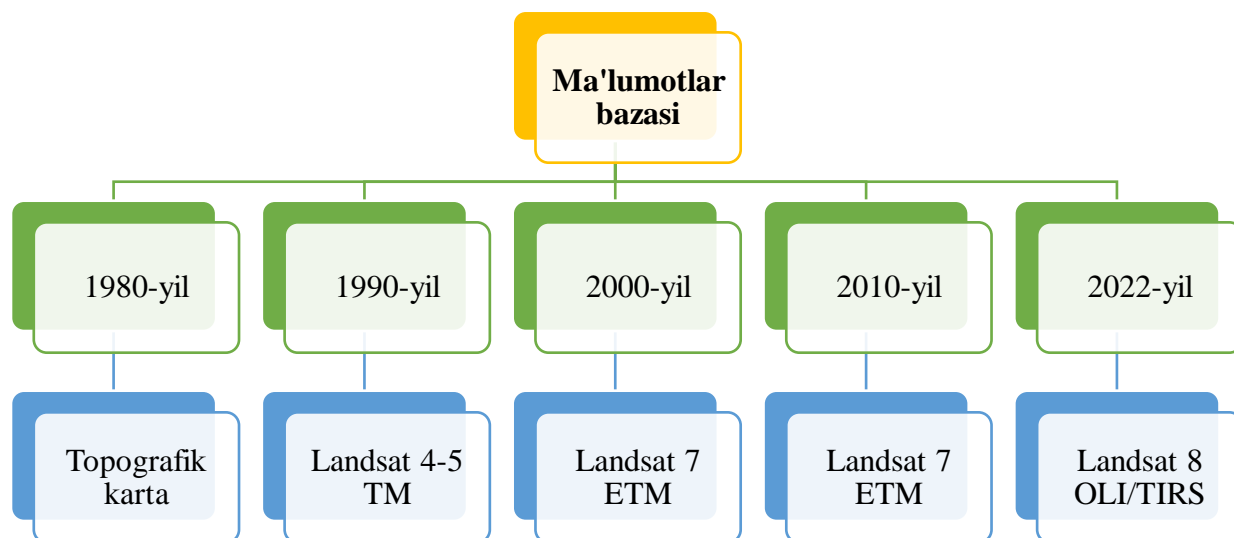 Ma'lumotlar
bazasi
1980-yil
1990-yil
2000-yil
2010-yil
2022-yil
Topografik
karta
Landsat 4-5
TM
Landsat 7
ETM
Landsat 7
ETM
Landsat 8
OLI/TIRS